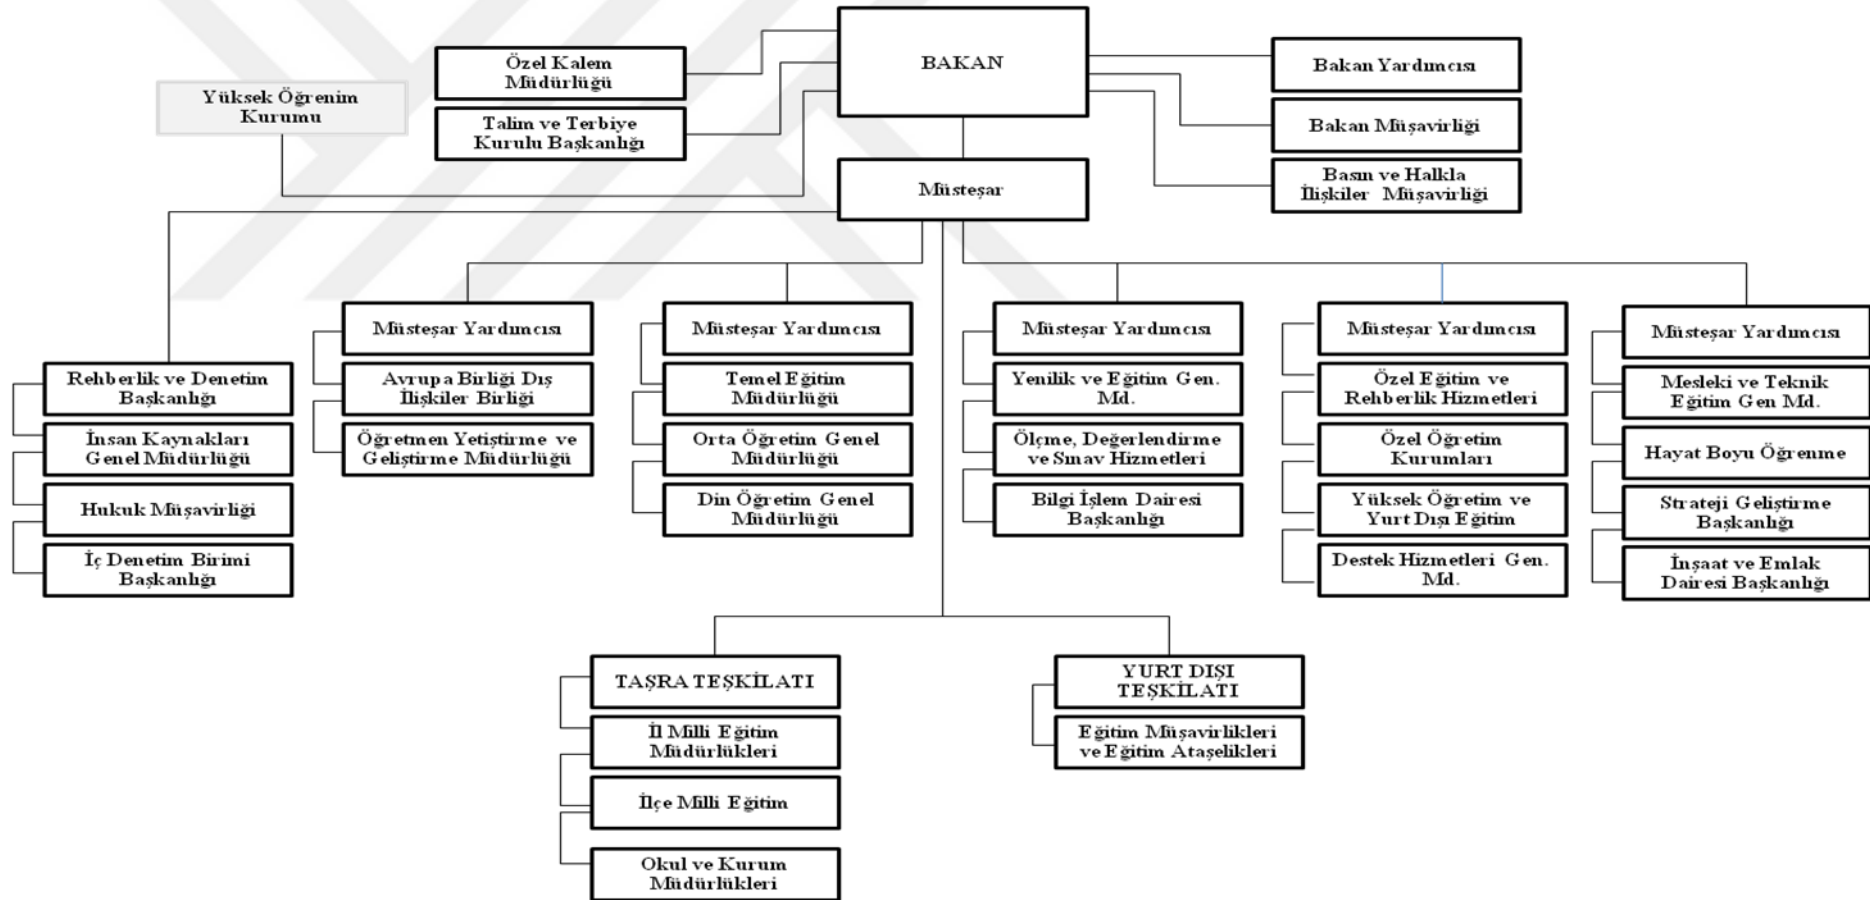 BAKAN
Özel Kalem
Müdürlüğü
Yüksek Öğrenim
Kurumu
Talim ve Terbiye
Kurulu Başkanlığı
Bakan Yardımcısı
Bakan Müşavirliği
Basın ve Halkla
İlişkiler Müşavirliği
Müsteşar
Rehberlik ve Denetim
Başkanlığı
İnsan Kaynakları
Genel Müdürlüğü
Hukuk Müşavirliği
İç Denetim Birimi
Başkanlığı
Müsteşar Yardımcısı
Avrupa Birliği Dış
İlişkiler Birliği
Öğretmen Yetiştirme ve
Geliştirme Müdürlüğü
Müsteşar Yardımcısı
Temel Eğitim
Müdürlüğü
Orta Öğretim Genel
Müdürlüğü
Din Öğretim Genel
Müdürlüğü
Müsteşar Yardımcısı
Yenilik ve Eğitim Gen.
Md.
Ölçme, Değerlendirme
ve Sınav Hizmetleri
Bilgi İşlem Dairesi
Başkanlığı
Müsteşar Yardımcısı
Özel Eğitim ve
Rehberlik Hizmetleri
Özel Öğretim
Kurumları
Yüksek Öğretim ve
Yurt Dışı Eğitim
Destek Hizmetleri Gen.
Md.
Müsteşar Yardımcısı
Mesleki ve Teknik
Eğitim Gen Md.
Hayat Boyu Öğrenme
Strateji Geliştirme
Başkanlığı
İnşaat ve Emlak
Dairesi Başkanlığı
TAŞRA TEŞKİLATI
İl Milli Eğitim
Müdürlükleri
İlçe Milli Eğitim
Okul ve Kurum
Müdürlükleri
YURT DIŞI
TEŞKİLATI
Eğitim Müşavirlikleri
ve Eğitim Ataşelikleri